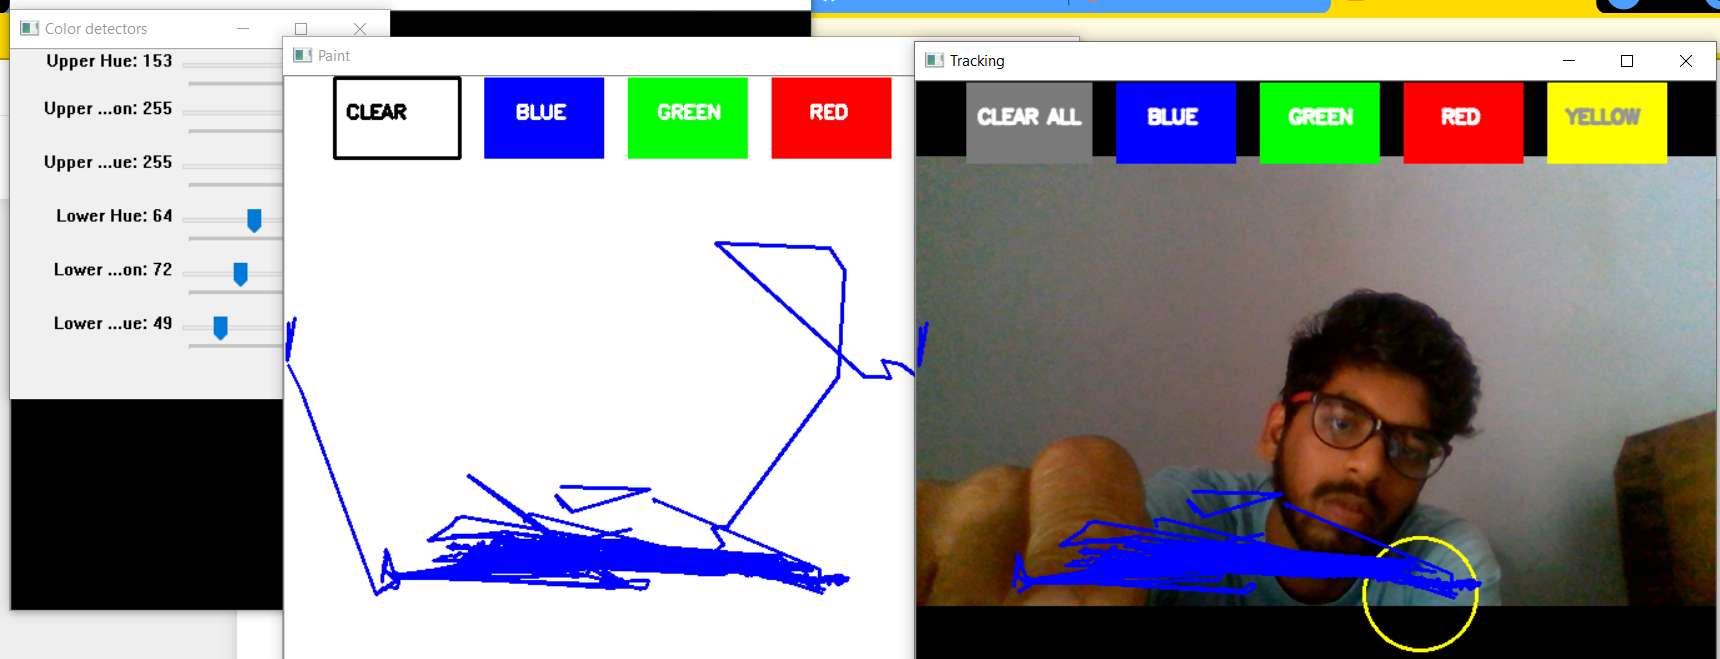 Color detectors
Upper Hue: 153
Upper ...on: 255
Upper ...ue: 255
Lower Hue: 64
Lower ...on: 72
Lower ...ue: 49
Paint
CLEAR
BLUE
GREEN
RED
Tracking
CLEAR ALL
BLUE
GREEN
RED
YELLOW